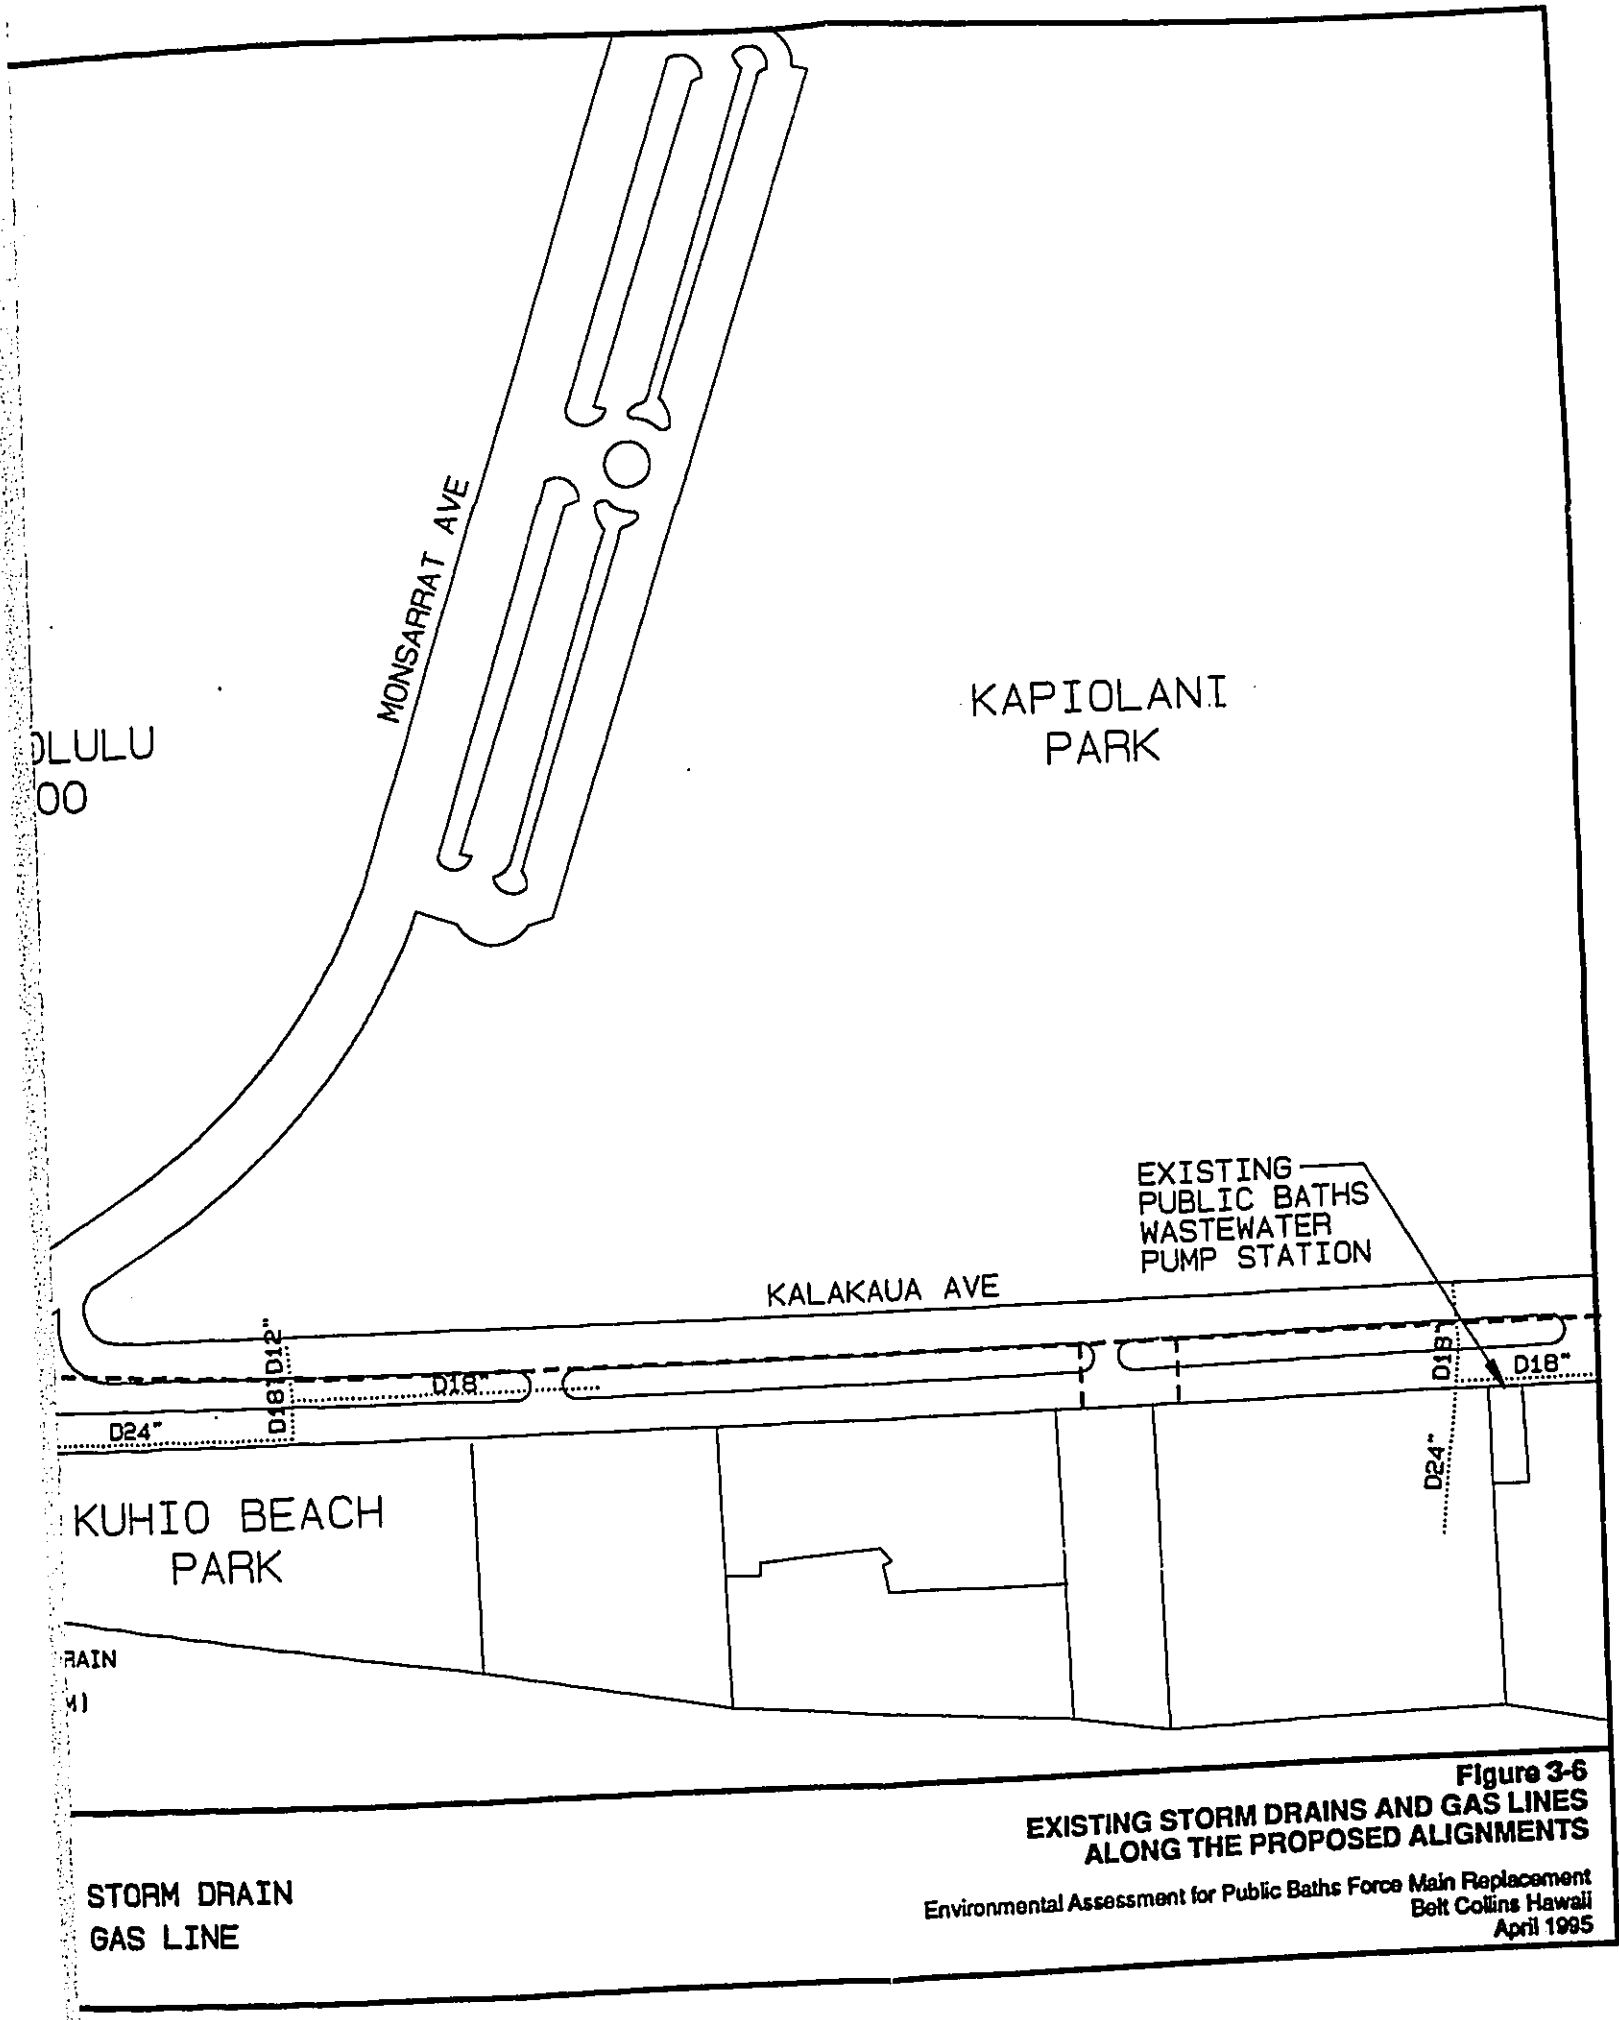 MONSARRAT AVE
OLULU
OO
KAPIOLANI
PARK
EXISTING
PUBLIC BATHS
WASTEWATER
PUMP STATION
KALAKAUA AVE
D12"
D18"
D18"
D24"
D18"
D18"
D24"
KUHIO BEACH
PARK
RAIN
M)
Figure 3-6
EXISTING STORM DRAINS AND GAS LINES
ALONG THE PROPOSED ALIGNMENTS
Environmental Assessment for Public Baths Force Main Replacement
Belt Collins Hawaii
April 1995
STORM DRAIN
GAS LINE